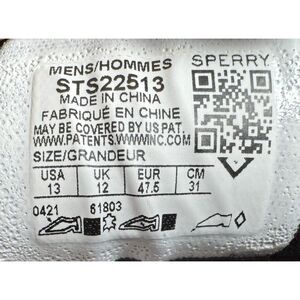 MENS/HOMMES SPERRY
STS22513
MADE IN CHINA
FABRIQUÉ EN CHINE
MAY BE COVERED BY US PAT.
WWW.PATENTS.WWWINC.COM
SIZE/GRANDEUR
USA UK EUR CM
13 12 47.5 31
0421 61803